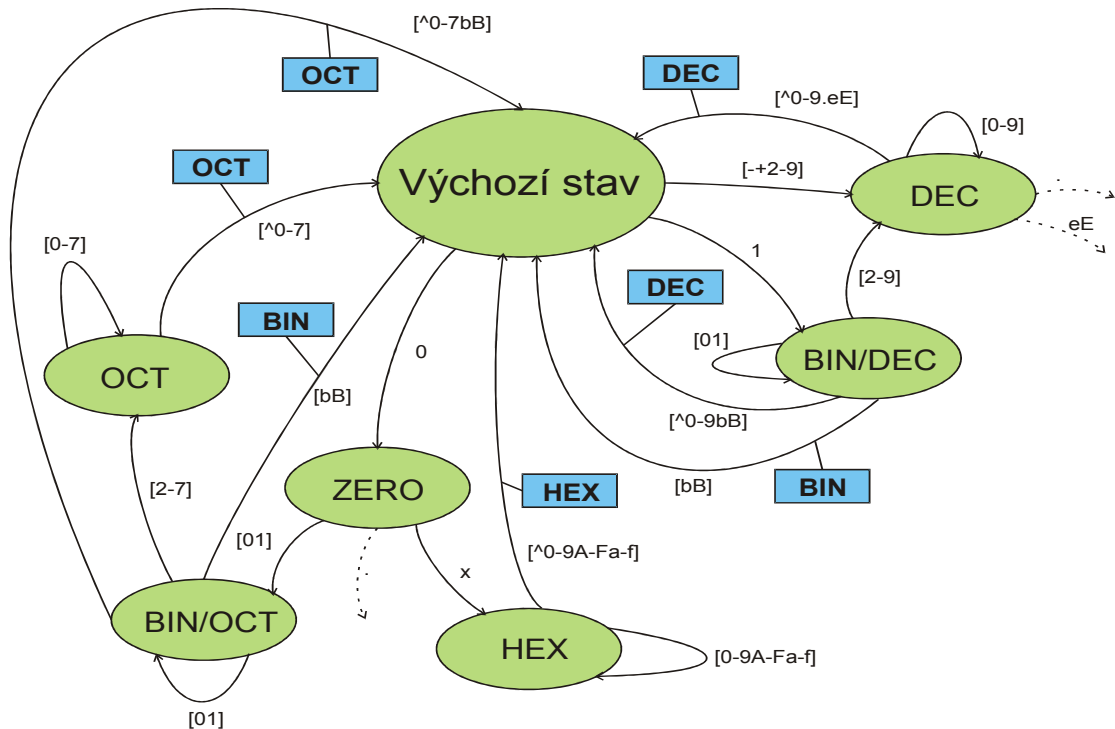 [^0-7bB]
OCT
DEC
[^0-9.eE]
[0-9]
OCT
Výchozí stav
[-+2-9]
DEC
.
eE
[^0-7]
[0-7]
1
[2-9]
DEC
BIN
[01]
BIN/DEC
0
OCT
[bB]
[^0-9bB]
[bB]
BIN
[2-7]
ZERO
HEX
[01]
[^0-9A-Fa-f]
.
x
BIN/OCT
HEX
[0-9A-Fa-f]
[01]